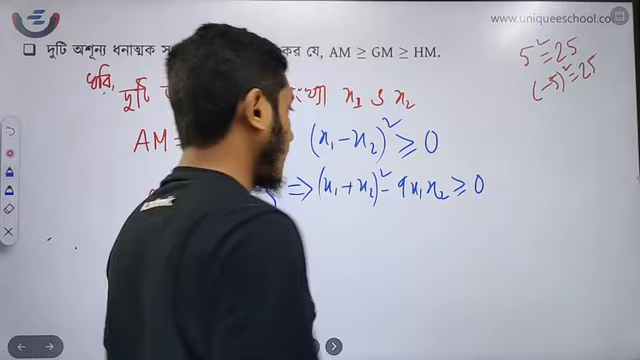 www.uniqueeschool.com
❑ দুটি অশূন্য ধনাত্মক কর যে, AM ≥ GM ≥ HM.
5² = 25
(-5)² = 25
ধরি,
দুটি x₁ ও x₂
AM =
(x₁ - x₂)² ≥ 0
⇒ (x₁ + x₂)² - 4x₁x₂ ≥ 0